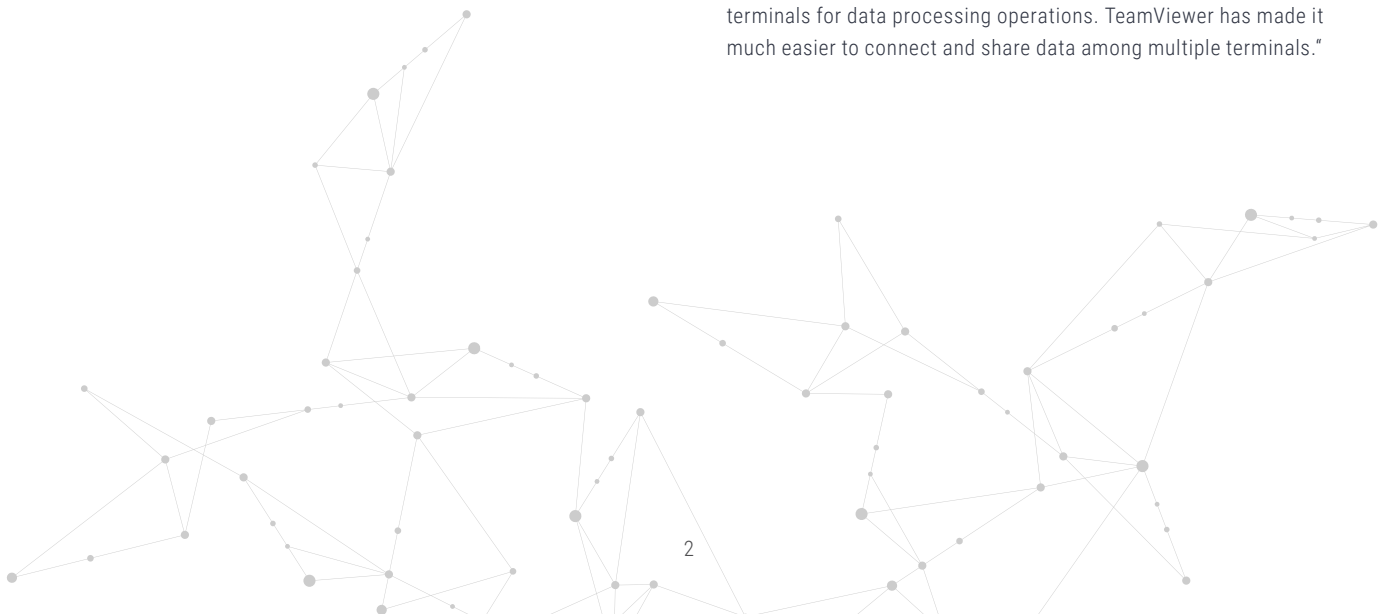 terminals for data processing operations. TeamViewer has made it
much easier to connect and share data among multiple terminals.“
2